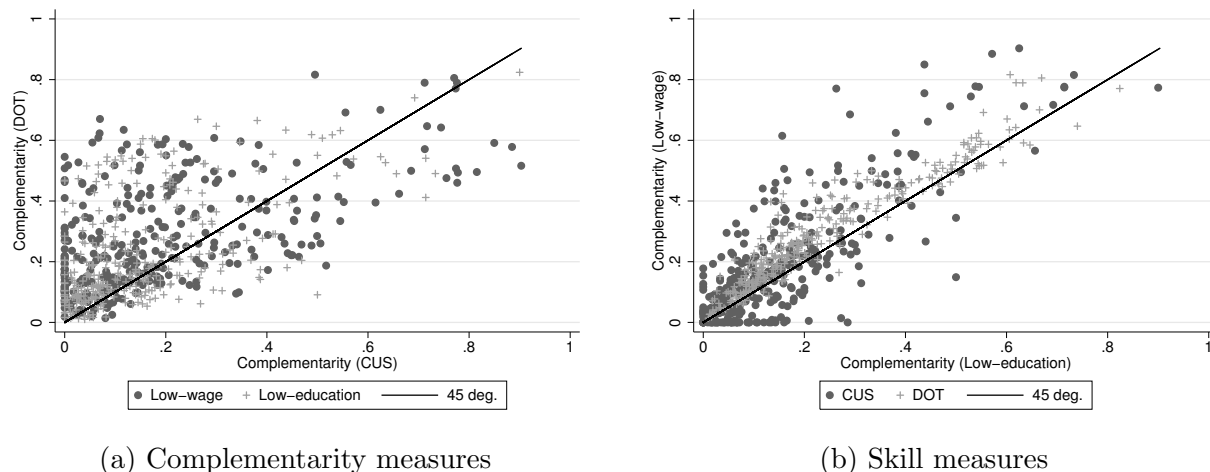 1
.8
.6
.4
.2
0
Complementarity (DOT)
0 .2 .4 .6 .8 1
Complementarity (CUS)
Low−wage Low−education 45 deg.
(a) Complementarity measures
1
.8
.6
.4
.2
0
Complementarity (Low−wage)
0 .2 .4 .6 .8 1
Complementarity (Low−education)
CUS DOT 45 deg.
(b) Skill measures